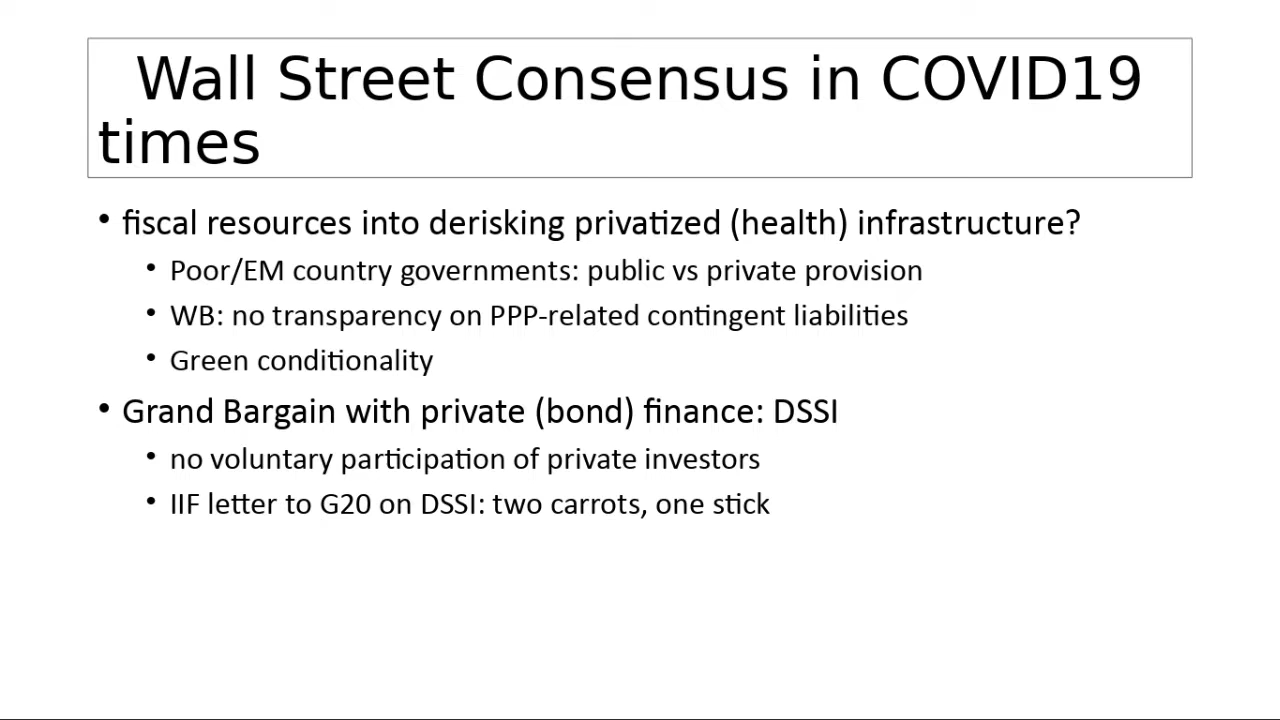 Wall Street Consensus in COVID19
times
• fiscal resources into derisking privatized (health) infrastructure?
• Poor/EM country governments: public vs private provision
• WB: no transparency on PPP-related contingent liabilities
• Green conditionality
• Grand Bargain with private (bond) finance: DSSI
• no voluntary participation of private investors
• IIF letter to G20 on DSSI: two carrots, one stick